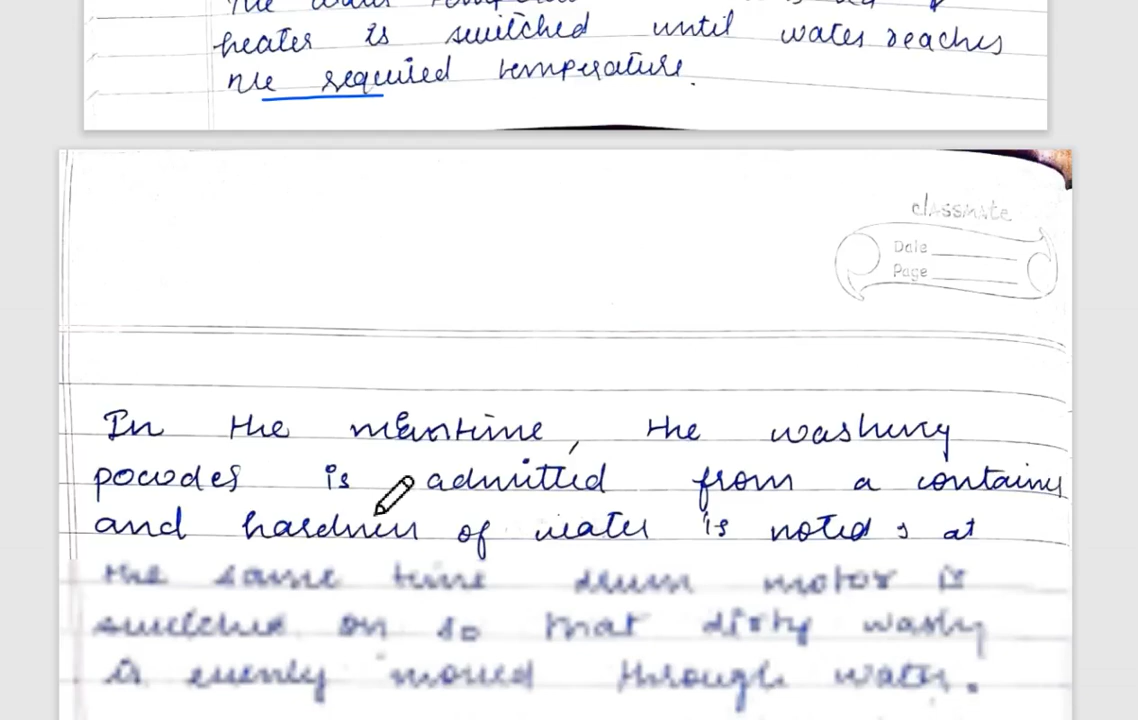 heater is switched until water reaches
the required temperature.
classmate
Date
Page
In the meantime, the washing
powder is admitted from a container
and hardness of water is noted, at
the same time drum motor is
switched on so that dirty washy
is evenly moved through water.